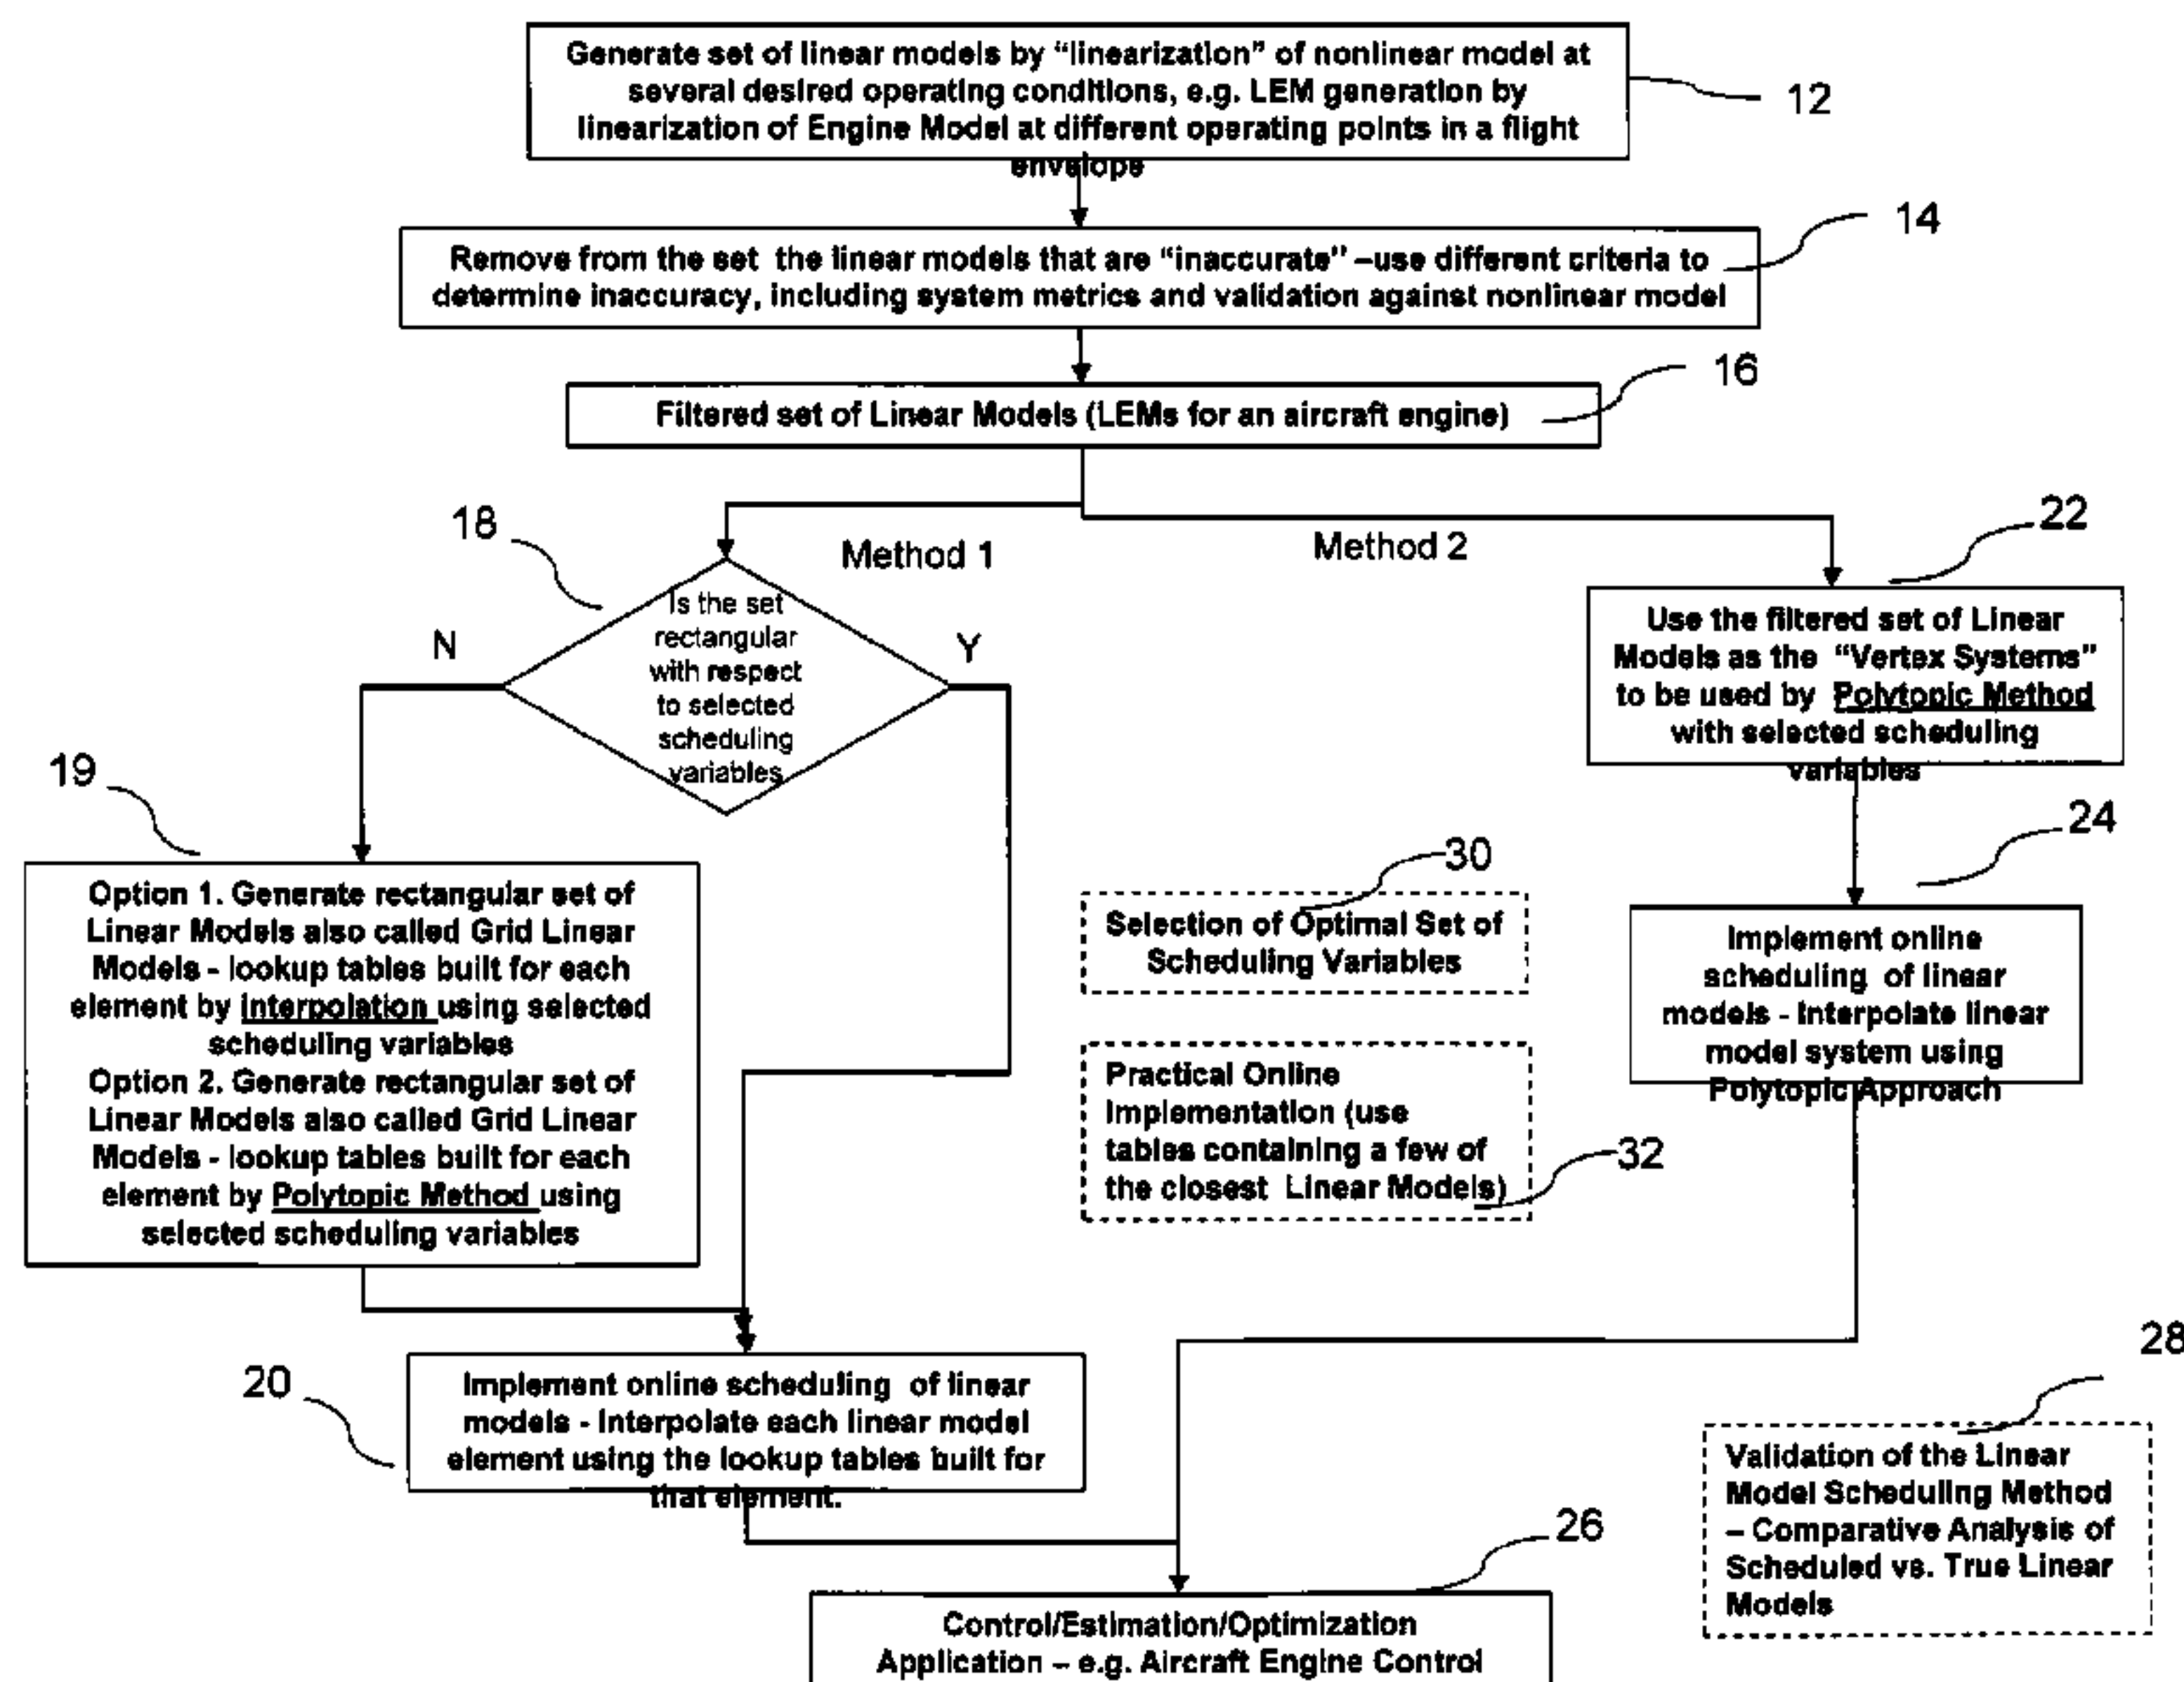 Generate set of linear models by “linearization” of nonlinear model at
several desired operating conditions, e.g. LEM generation by
linearization of Engine Model at different operating points in a flight
envelope
12
14
Remove from the set the linear models that are “inaccurate” –use different criteria to
determine inaccuracy, including system metrics and validation against nonlinear model
16
Filtered set of Linear Models (LEMs for an aircraft engine)
18
Method 1
Method 2
22
Is the set
rectangular
with respect
to selected
scheduling
variables
N
Y
Use the filtered set of Linear
Models as the “Vertex Systems”
to be used by Polytopic Method
with selected scheduling
variables
19
24
Option 1. Generate rectangular set of
Linear Models also called Grid Linear
Models - lookup tables built for each
element by interpolation using selected
scheduling variables
Option 2. Generate rectangular set of
Linear Models also called Grid Linear
Models - lookup tables built for each
element by Polytopic Method using
selected scheduling variables
30
Selection of Optimal Set of
Scheduling Variables
Implement online
scheduling of linear
models - Interpolate linear
model system using
Polytopic Approach
Practical Online
Implementation (use
tables containing a few of
the closest Linear Models)
32
28
20
Implement online scheduling of linear
models - Interpolate each linear model
element using the lookup tables built for
that element.
Validation of the Linear
Model Scheduling Method
– Comparative Analysis of
Scheduled vs. True Linear
Models
26
Control/Estimation/Optimization
Application – e.g. Aircraft Engine Control